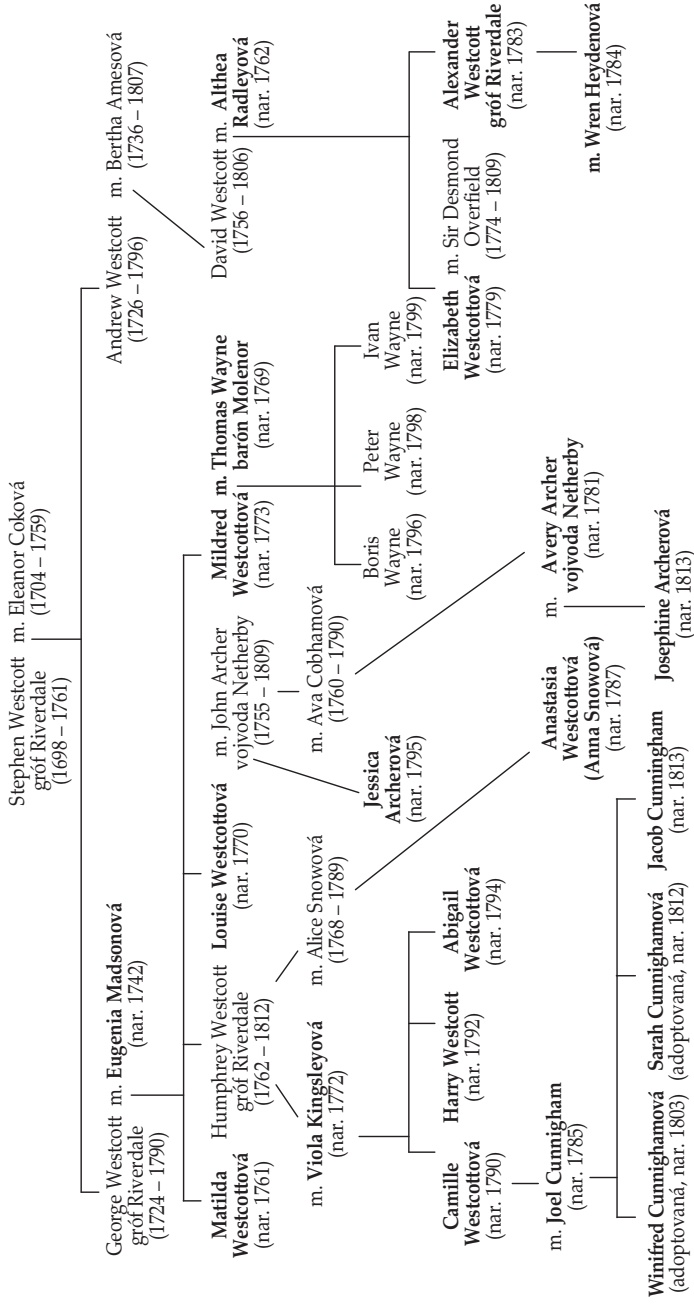 Stephen Westcott m. Eleanor Coková
gróf Riverdale (1704 – 1759)
(1698 – 1761)
George Westcott m. Eugenia Madsonová
gróf Riverdale (nar. 1742)
(1724 – 1790)
Andrew Westcott m. Bertha Amesová
(1726 – 1796) (1736 – 1807)
Matilda
Westcottová
(nar. 1761)
Humphrey Westcott
gróf Riverdale
(1762 – 1812)
Louise Westcottová
(nar. 1770)
m. John Archer
vojvoda Netherby
(1755 – 1809)
Mildred m. Thomas Wayne
Westcottová barón Molenor
(nar. 1773) (nar. 1769)
David Westcott m. Althea
(1756 – 1806) Radleyová
(nar. 1762)
m. Viola Kingsleyová
(nar. 1772)
m. Alice Snowová
(1768 – 1789)
m. Ava Cobhamová
(1760 – 1790)
Jessica
Archerová
(nar. 1795)
Boris
Wayne
(nar. 1796)
Peter
Wayne
(nar. 1798)
Ivan
Wayne
(nar. 1799)
Camille
Westcottová
(nar. 1790)
Harry Westcott
(nar. 1792)
Abigail
Westcottová
(nar. 1794)
Elizabeth m. Sir Desmond
Westcottová Overfield
(nar. 1779) (1774 – 1809)
Alexander
Westcott
gróf Riverdale
(nar. 1783)
m. Joel Cunnigham
(nar. 1785)
Anastasia
Westcottová
(Anna Snowová)
(nar. 1787)
m. Avery Archer
vojvoda Netherby
(nar. 1781)
m. Wren Heydenová
(nar. 1784)
Winifred Cunnighamová
(adoptovaná, nar. 1803)
Sarah Cunnighamová
(adoptovaná, nar. 1812)
Jacob Cunningham
(nar. 1813)
Josephine Archerová
(nar. 1813)